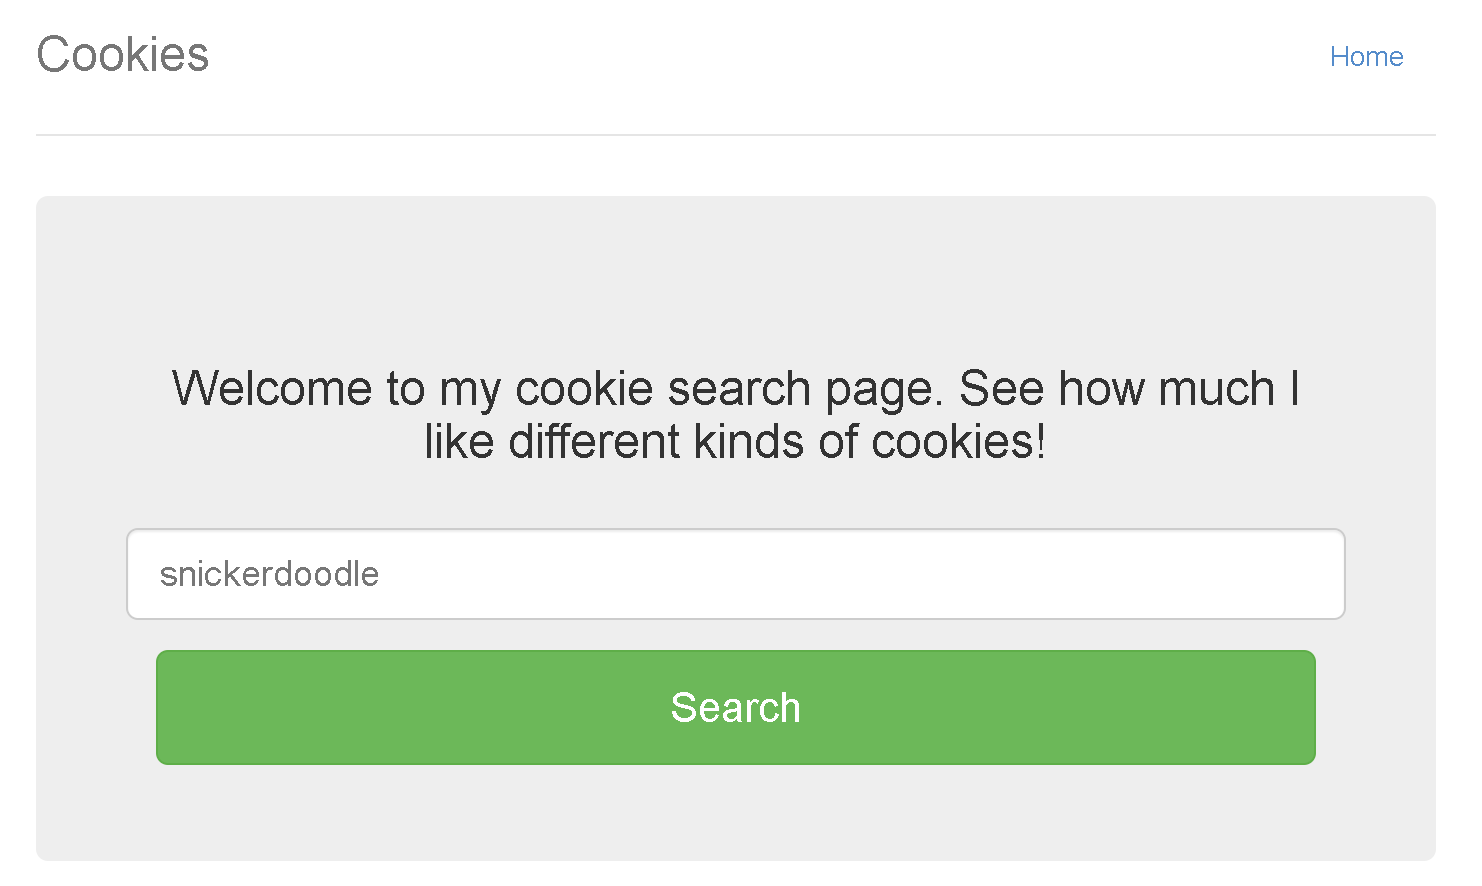 Cookies
Home
Welcome to my cookie search page. See how much I
like different kinds of cookies!
snickerdoodle
Search